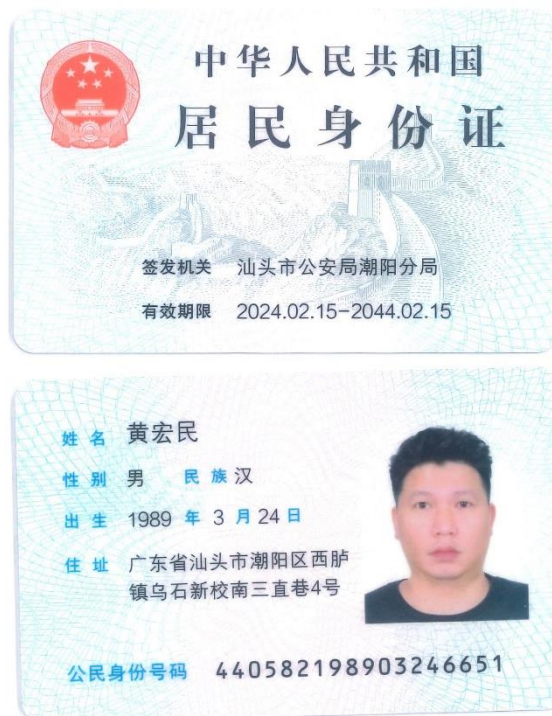 中华人民共和国
居民身份证
签发机关 汕头市公安局潮阳分局
有效期限 2024.02.15-2044.02.15
姓名 黄宏民
性别 男 民族 汉
出生 1989 年 3 月 24 日
住址 广东省汕头市潮阳区西胪
镇乌石新校南三直巷4号
公民身份号码 440582198903246651